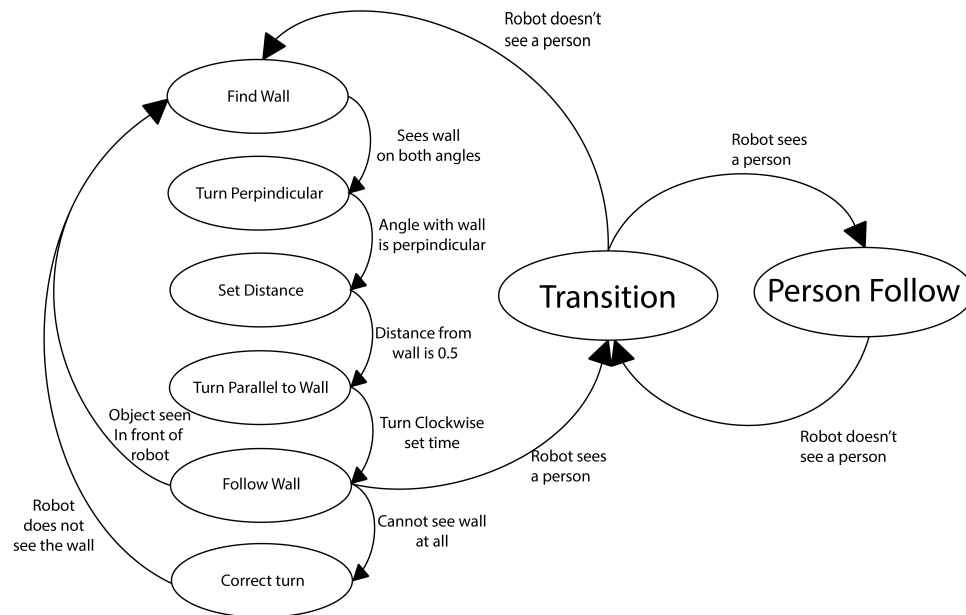 Robot doesn't
see a person
Find Wall
Sees wall
on both angles
Robot sees
a person
Turn Perpindicular
Angle with wall
is perpindicular
Set Distance
Transition
Person Follow
Distance from
wall is 0.5
Turn Parallel to Wall
Object seen
In front of
robot
Turn Clockwise
set time
Robot doesn't
see a person
Robot sees
a person
Follow Wall
Robot
does not
see the wall
Cannot see wall
at all
Correct turn